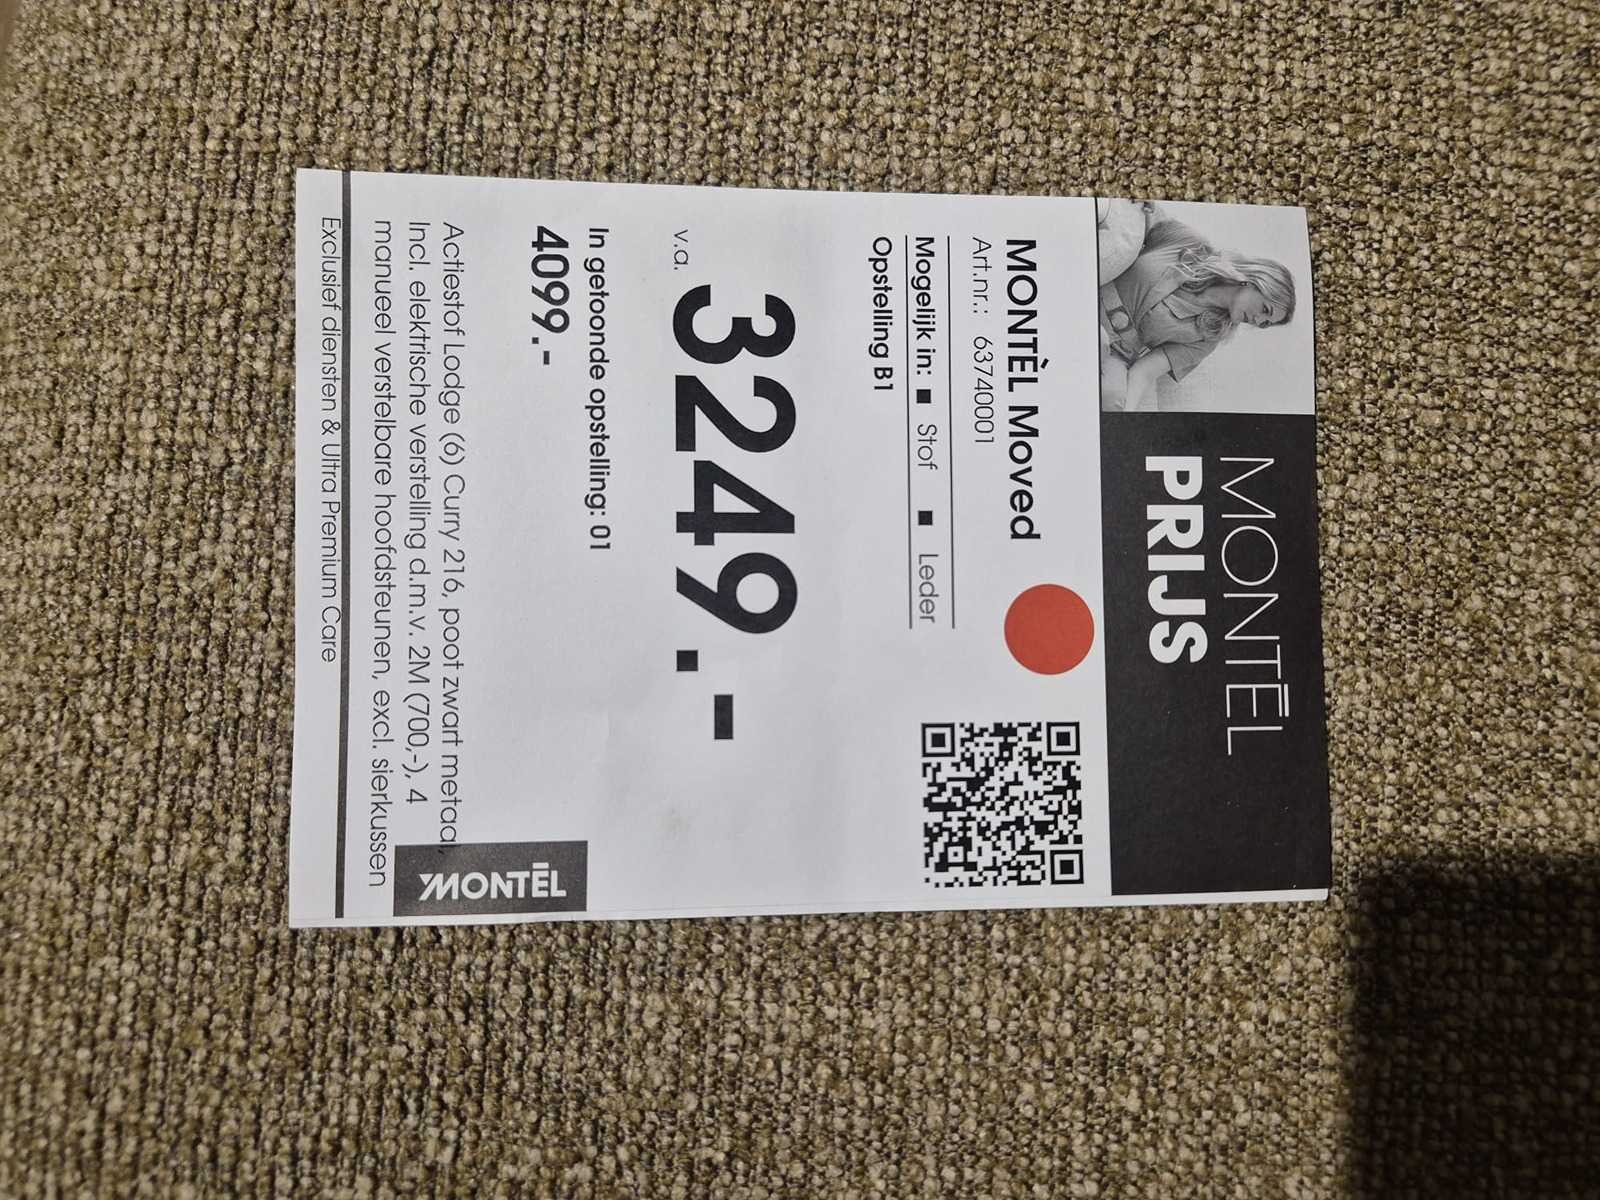 MONTĒL
PRIJS
MONTÈL Moved
Art.nr.: 63740001
Mogelijk in: ■ Stof ■ Leder
Opstelling B1
v.a. 3249.-
In getoonde opstelling: 01
4099.-
Actiestof Lodge (6) Curry 216, poot zwart metaal,
Incl. elektrische verstelling d.m.v. 2M (700,-), 4
manueel verstelbare hoofdsteunen, excl. sierkussen
MONTĒL
Exclusief diensten & Ultra Premium Care